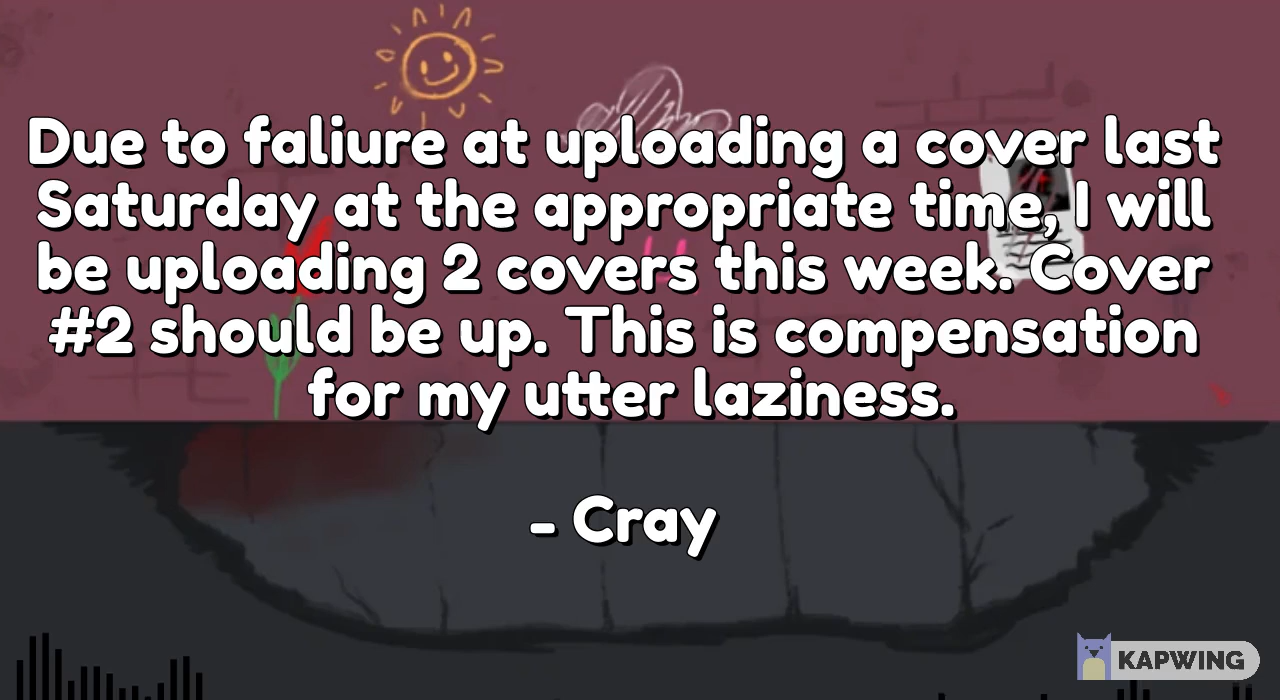 Due to faliure at uploading a cover last
Saturday at the appropriate time, I will
be uploading 2 covers this week. Cover
#2 should be up. This is compensation
for my utter laziness.
- Cray
KAPWING